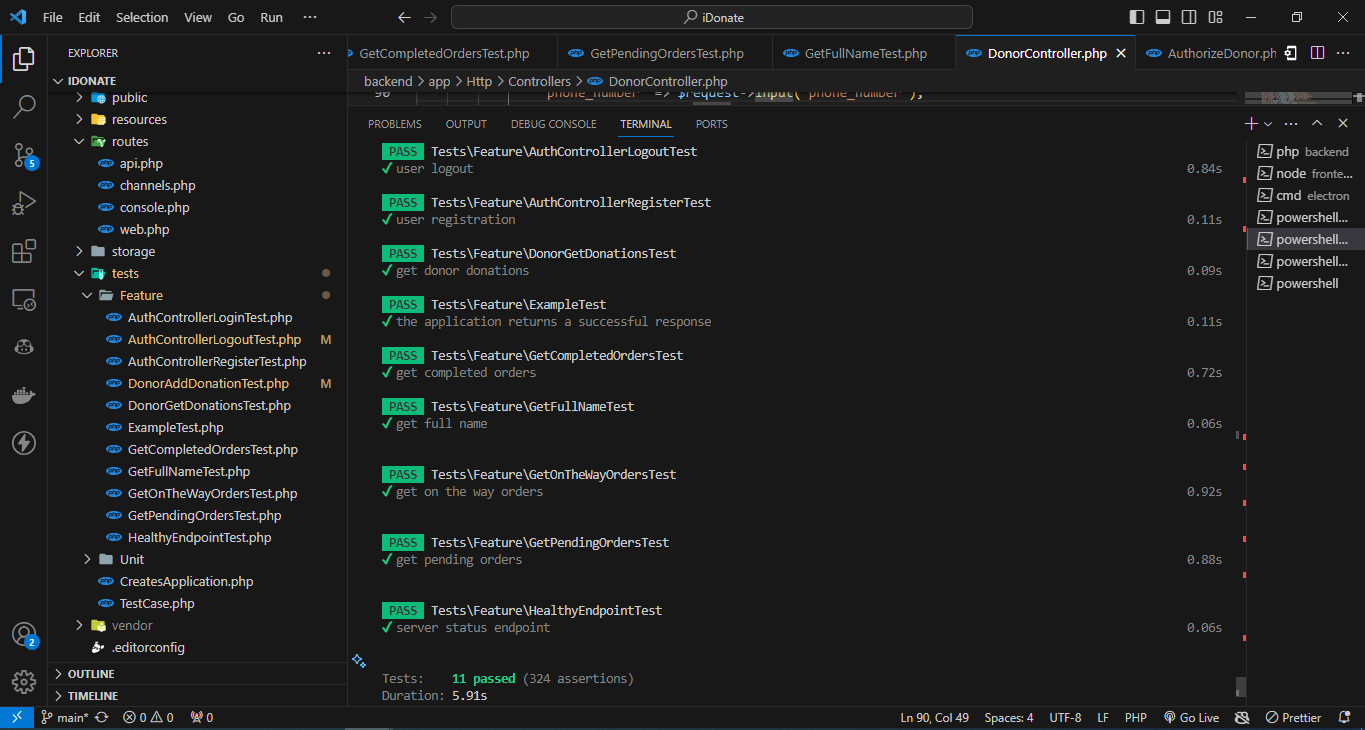 File Edit Selection View Go Run ··· iDonate
EXPLORER ···
GetCompletedOrdersTest.php GetPendingOrdersTest.php GetFullNameTest.php DonorController.php AuthorizeDonor.ph ···
IDONATE
backend > app > Http > Controllers > DonorController.php
public
90 'phone_number' => $request->input('phone_number'),
resources
routes
api.php
channels.php
console.php
web.php
storage
tests
Feature
AuthControllerLoginTest.php
AuthControllerLogoutTest.php M
AuthControllerRegisterTest.php
DonorAddDonationTest.php M
DonorGetDonationsTest.php
ExampleTest.php
GetCompletedOrdersTest.php
GetFullNameTest.php
GetOnTheWayOrdersTest.php
GetPendingOrdersTest.php
HealthyEndpointTest.php
Unit
CreatesApplication.php
TestCase.php
vendor
.editorconfig
OUTLINE
TIMELINE
PROBLEMS OUTPUT DEBUG CONSOLE TERMINAL PORTS
PASS Tests\Feature\AuthControllerLogoutTest
✓ user logout 0.84s
PASS Tests\Feature\AuthControllerRegisterTest
✓ user registration 0.11s
PASS Tests\Feature\DonorGetDonationsTest
✓ get donor donations 0.09s
PASS Tests\Feature\ExampleTest
✓ the application returns a successful response 0.11s
PASS Tests\Feature\GetCompletedOrdersTest
✓ get completed orders 0.72s
PASS Tests\Feature\GetFullNameTest
✓ get full name 0.06s
PASS Tests\Feature\GetOnTheWayOrdersTest
✓ get on the way orders 0.92s
PASS Tests\Feature\GetPendingOrdersTest
✓ get pending orders 0.88s
PASS Tests\Feature\HealthyEndpointTest
✓ server status endpoint 0.06s
Tests: 11 passed (324 assertions)
Duration: 5.91s
php backend
node fronte...
cmd electron
powershell...
powershell...
powershell...
powershell
5
2
main* 0 0 0 Ln 90, Col 49 Spaces: 4 UTF-8 LF PHP Go Live Prettier